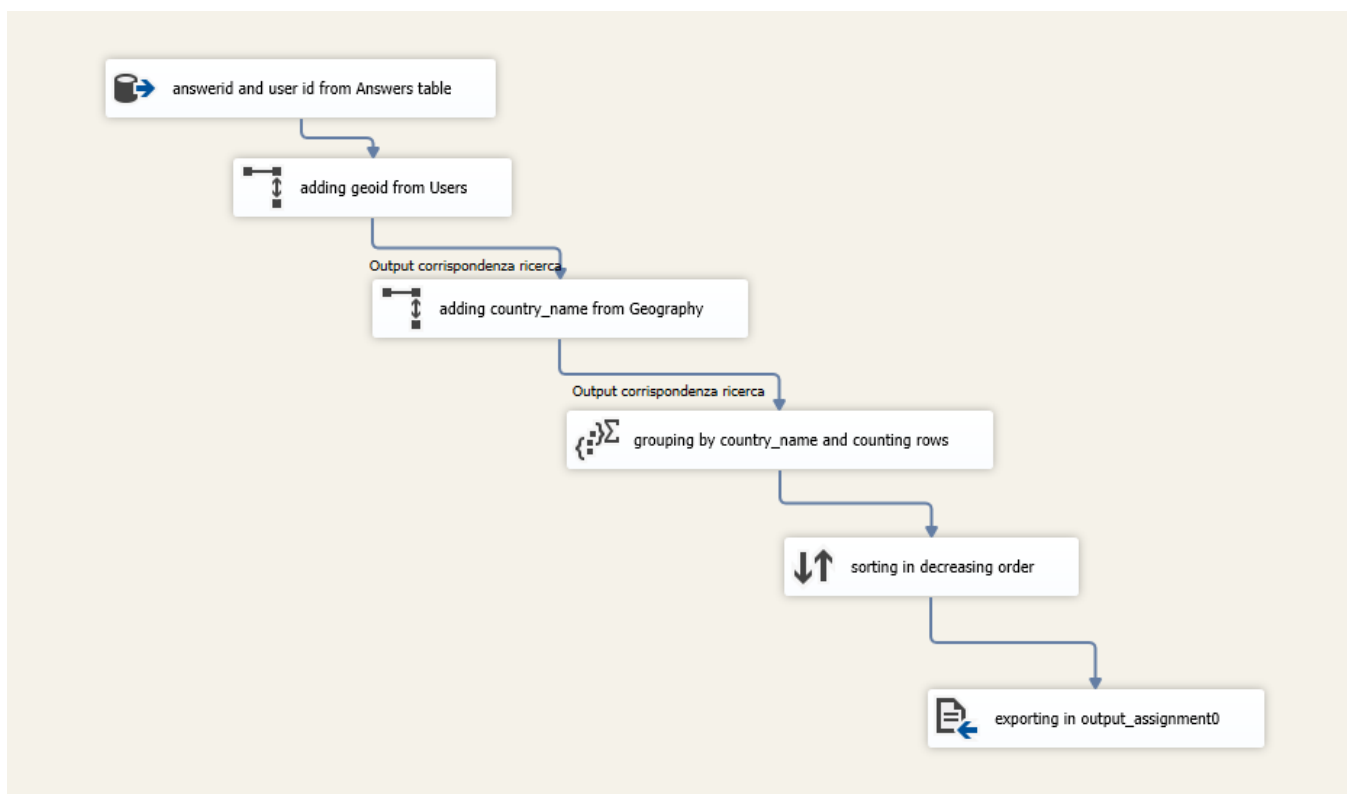 answerid and user id from Answers table
adding geoid from Users
Output corrispondenza ricerca
adding country_name from Geography
Output corrispondenza ricerca
grouping by country_name and counting rows
sorting in decreasing order
exporting in output_assignment0